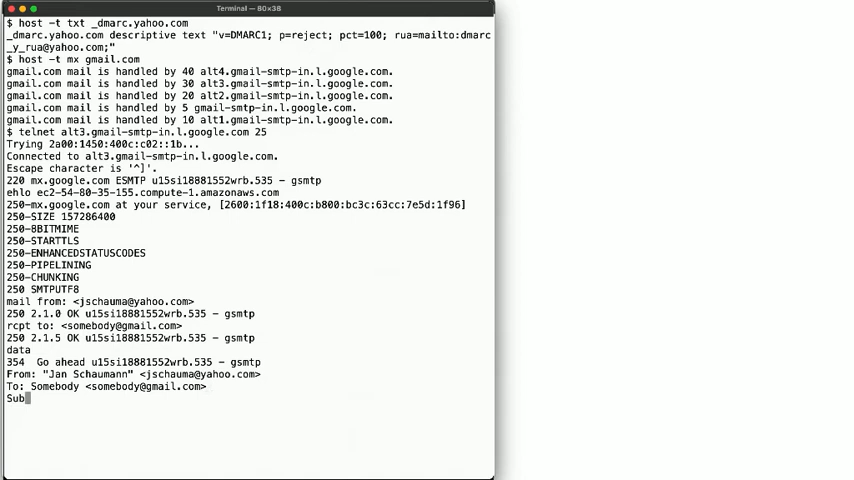 Terminal — 80×38
$ host -t txt _dmarc.yahoo.com
_dmarc.yahoo.com descriptive text "v=DMARC1; p=reject; pct=100; rua=mailto:dmarc
_y_rua@yahoo.com;"
$ host -t mx gmail.com
gmail.com mail is handled by 40 alt4.gmail-smtp-in.l.google.com.
gmail.com mail is handled by 30 alt3.gmail-smtp-in.l.google.com.
gmail.com mail is handled by 20 alt2.gmail-smtp-in.l.google.com.
gmail.com mail is handled by 5 gmail-smtp-in.l.google.com.
gmail.com mail is handled by 10 alt1.gmail-smtp-in.l.google.com.
$ telnet alt3.gmail-smtp-in.l.google.com 25
Trying 2a00:1450:400c:c02::1b...
Connected to alt3.gmail-smtp-in.l.google.com.
Escape character is '^]'.
220 mx.google.com ESMTP u15si18881552wrb.535 - gsmtp
ehlo ec2-54-80-35-155.compute-1.amazonaws.com
250-mx.google.com at your service, [2600:1f18:400c:b800:bc3c:63cc:7e5d:1f96]
250-SIZE 157286400
250-8BITMIME
250-STARTTLS
250-ENHANCEDSTATUSCODES
250-PIPELINING
250-CHUNKING
250 SMTPUTF8
mail from: <jschauma@yahoo.com>
250 2.1.0 OK u15si18881552wrb.535 - gsmtp
rcpt to: <somebody@gmail.com>
250 2.1.5 OK u15si18881552wrb.535 - gsmtp
data
354  Go ahead u15si18881552wrb.535 - gsmtp
From: "Jan Schaumann" <jschauma@yahoo.com>
To: Somebody <somebody@gmail.com>
Sub